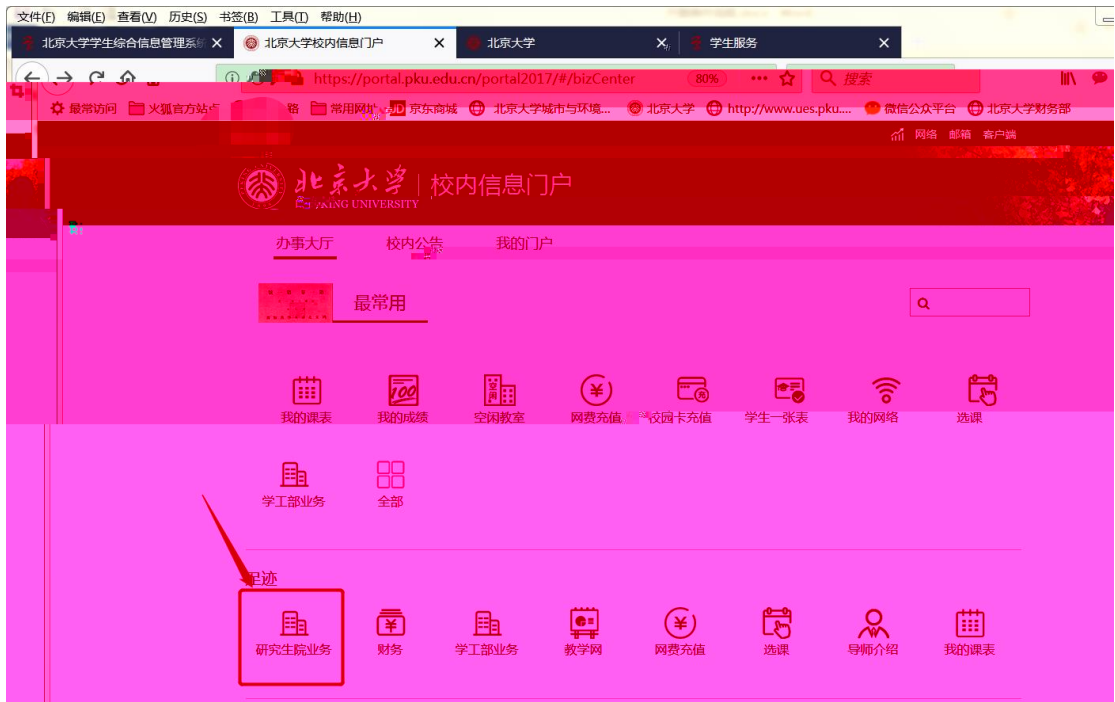 文件(F) 编辑(E) 查看(V) 历史(S) 书签(B) 工具(T) 帮助(H)
北京大学学生综合信息管理系统 北京大学校内信息门户 北京大学 学生服务
https://portal.pku.edu.cn/portal2017/#/bizCenter 80% 搜索
最常访问 火狐官方站点 常用网址 JD 京东商城 北京大学城市与环境... 北京大学 http://www.ues.pku.... 微信公众平台 北京大学财务部
网络 邮箱 客户端
北京大学 校内信息门户
PEKING UNIVERSITY
办事大厅 校内公告 我的门户
最常用
100 空闲
我的课表 我的成绩 空闲教室 网费充值 校园卡充值 学生一张表 我的网络 选课
学工部业务 全部
足迹
研究生院业务 财务 学工部业务 教学网 网费充值 选课 导师介绍 我的课表